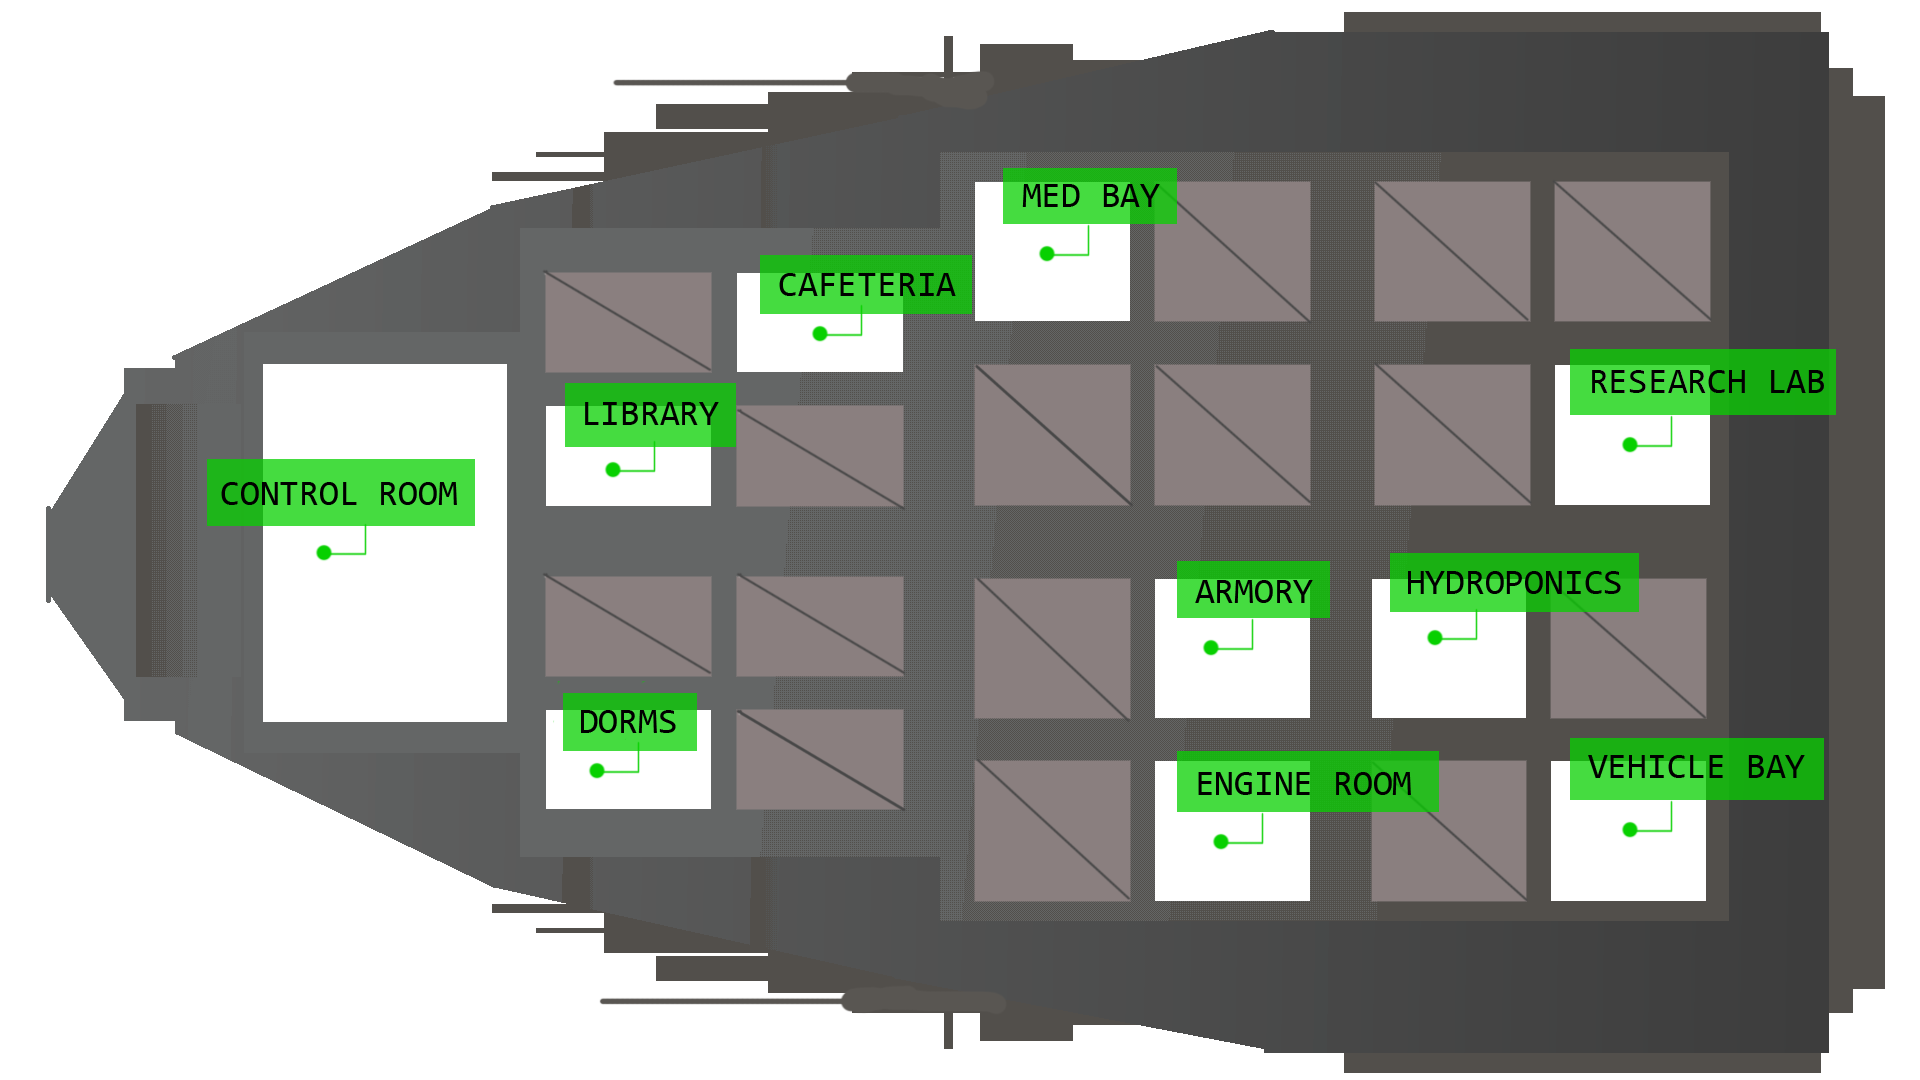 MED BAY
CAFETERIA
RESEARCH LAB
LIBRARY
CONTROL ROOM
ARMORY
HYDROPONICS
DORMS
ENGINE ROOM
VEHICLE BAY